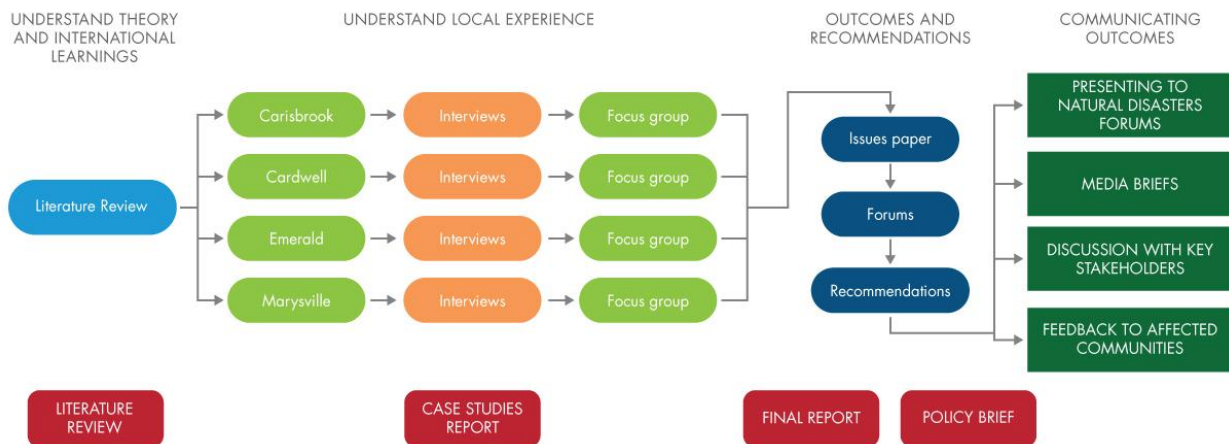 UNDERSTAND THEORY
AND INTERNATIONAL
LEARNINGS
UNDERSTAND LOCAL EXPERIENCE
OUTCOMES AND
RECOMMENDATIONS
COMMUNICATING
OUTCOMES
Literature Review
Carisbrook
Interviews
Focus group
Cardwell
Interviews
Focus group
Emerald
Interviews
Focus group
Marysville
Interviews
Focus group
Issues paper
Forums
Recommendations
PRESENTING TO
NATURAL DISASTERS
FORUMS
MEDIA BRIEFS
DISCUSSION WITH KEY
STAKEHOLDERS
FEEDBACK TO AFFECTED
COMMUNITIES
LITERATURE
REVIEW
CASE STUDIES
REPORT
FINAL REPORT
POLICY BRIEF